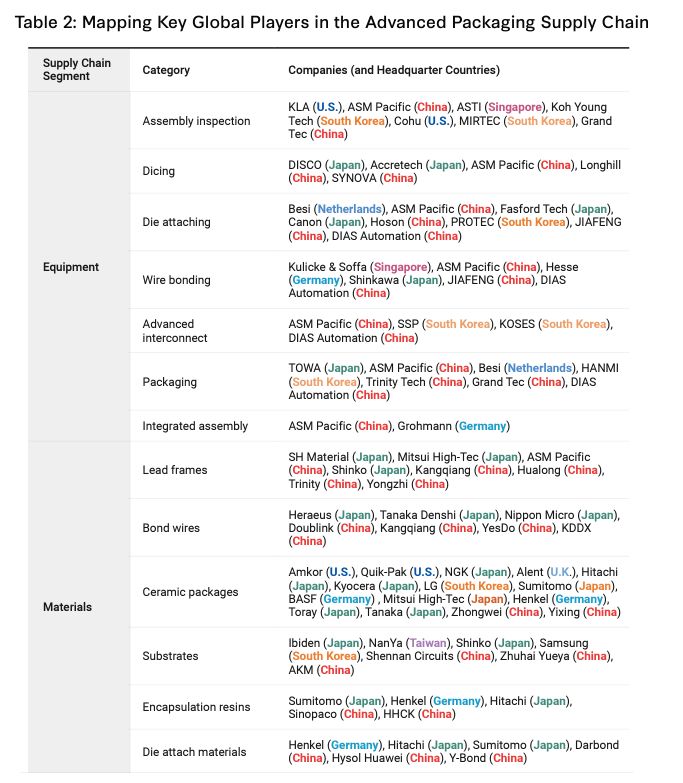 Table 2: Mapping Key Global Players in the Advanced Packaging Supply Chain
Supply Chain
Segment
Category
Companies (and Headquarter Countries)
Equipment
Assembly inspection
KLA (U.S.), ASM Pacific (China), ASTI (Singapore), Koh Young
Tech (South Korea), Cohu (U.S.), MIRTEC (South Korea), Grand
Tec (China)
Dicing
DISCO (Japan), Accretech (Japan), ASM Pacific (China), Longhill
(China), SYNOVA (China)
Die attaching
Besi (Netherlands), ASM Pacific (China), Fasford Tech (Japan),
Canon (Japan), Hoson (China), PROTEC (South Korea), JIAFENG
(China), DIAS Automation (China)
Wire bonding
Kulicke & Soffa (Singapore), ASM Pacific (China), Hesse
(Germany), Shinkawa (Japan), JIAFENG (China), DIAS
Automation (China)
Advanced
interconnect
ASM Pacific (China), SSP (South Korea), KOSES (South Korea),
DIAS Automation (China)
Packaging
TOWA (Japan), ASM Pacific (China), Besi (Netherlands), HANMI
(South Korea), Trinity Tech (China), Grand Tec (China), DIAS
Automation (China)
Integrated assembly
ASM Pacific (China), Grohmann (Germany)
Materials
Lead frames
SH Material (Japan), Mitsui High-Tec (Japan), ASM Pacific
(China), Shinko (Japan), Kangqiang (China), Hualong (China),
Trinity (China), Yongzhi (China)
Bond wires
Heraeus (Japan), Tanaka Denshi (Japan), Nippon Micro (Japan),
Doublink (China), Kangqiang (China), YesDo (China), KDDX
(China)
Ceramic packages
Amkor (U.S.), Quik-Pak (U.S.), NGK (Japan), Alent (U.K.), Hitachi
(Japan), Kyocera (Japan), LG (South Korea), Sumitomo (Japan),
BASF (Germany) , Mitsui High-Tec (Japan), Henkel (Germany),
Toray (Japan), Tanaka (Japan), Zhongwei (China), Yixing (China)
Substrates
Ibiden (Japan), NanYa (Taiwan), Shinko (Japan), Samsung
(South Korea), Shennan Circuits (China), Zhuhai Yueya (China),
AKM (China)
Encapsulation resins
Sumitomo (Japan), Henkel (Germany), Hitachi (Japan),
Sinopaco (China), HHCK (China)
Die attach materials
Henkel (Germany), Hitachi (Japan), Sumitomo (Japan), Darbond
(China), Hysol Huawei (China), Y-Bond (China)